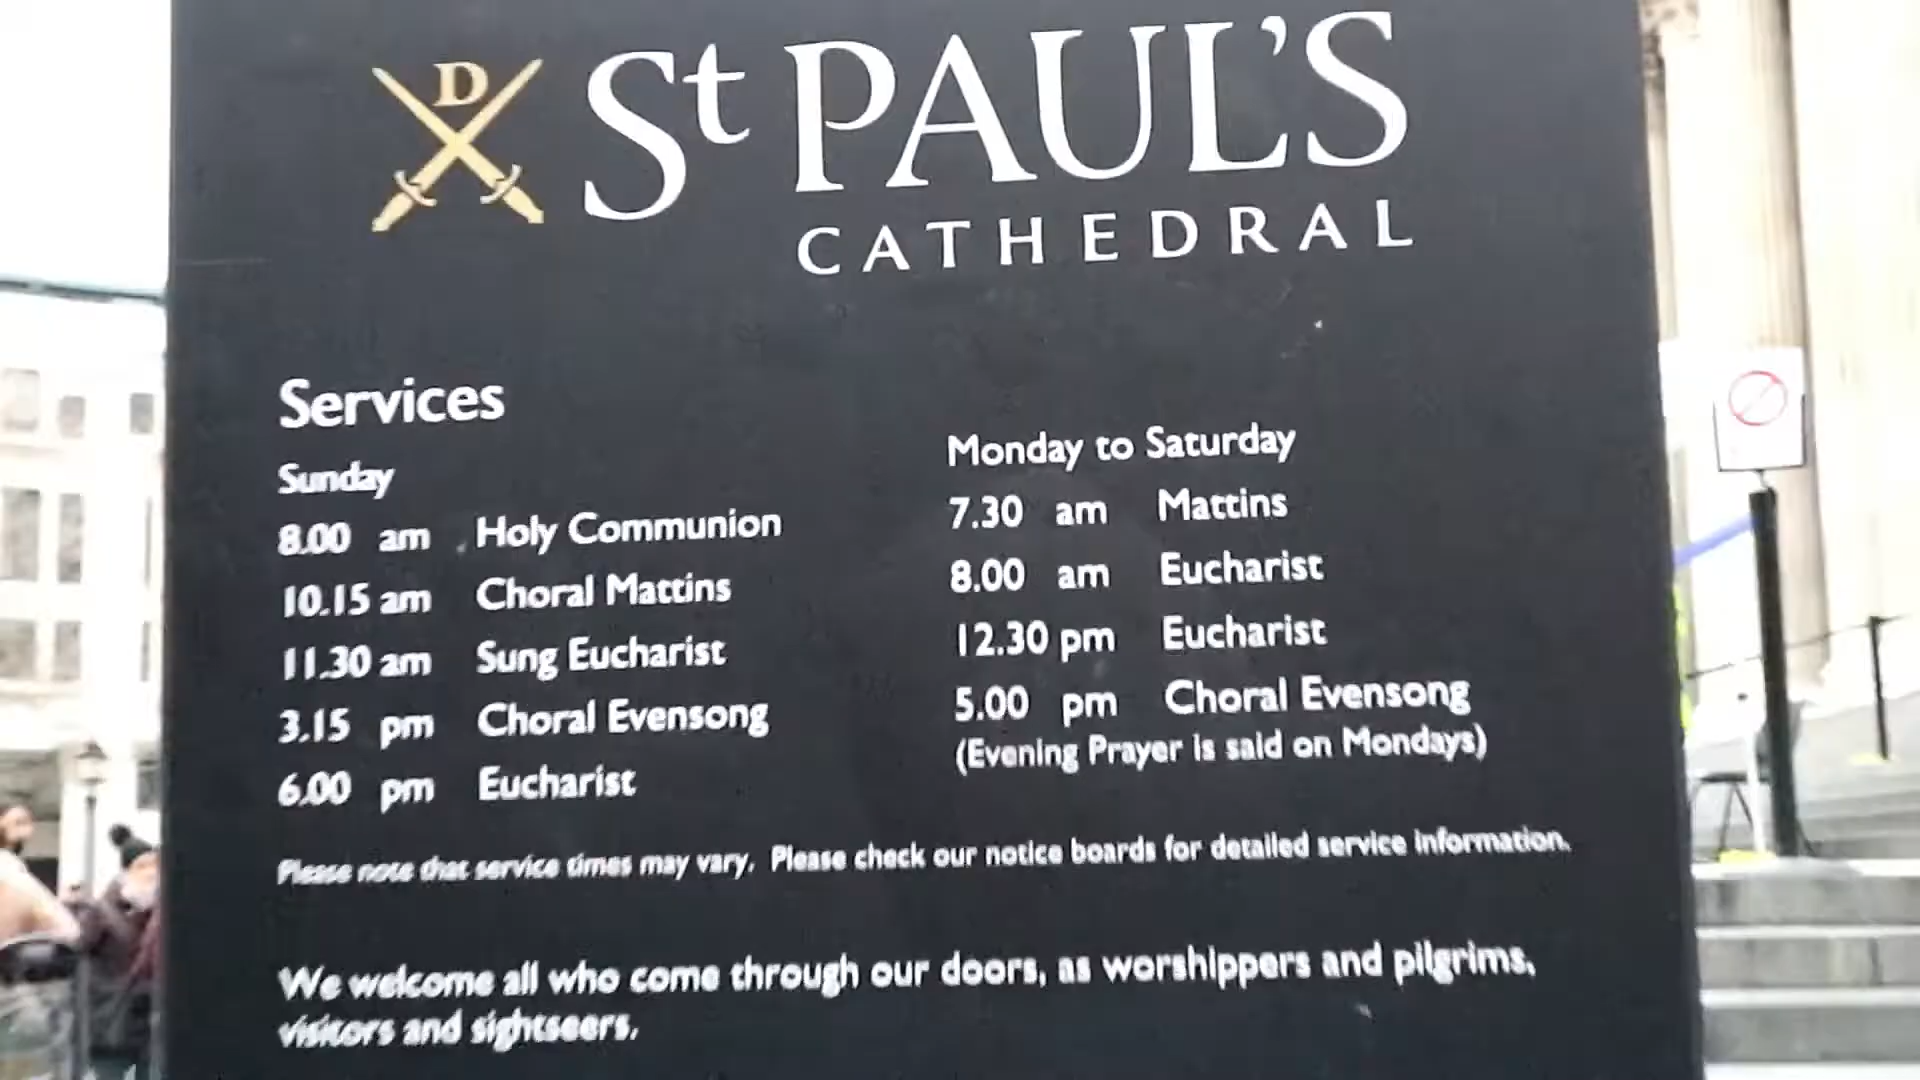 D
St PAUL'S
CATHEDRAL
Services
Sunday
8.00 am Holy Communion
10.15 am Choral Mattins
11.30 am Sung Eucharist
3.15 pm Choral Evensong
6.00 pm Eucharist
Monday to Saturday
7.30 am Mattins
8.00 am Eucharist
12.30 pm Eucharist
5.00 pm Choral Evensong
(Evening Prayer is said on Mondays)
Please note that service times may vary. Please check our notice boards for detailed service information.
We welcome all who come through our doors, as worshippers and pilgrims,
visitors and sightseers.